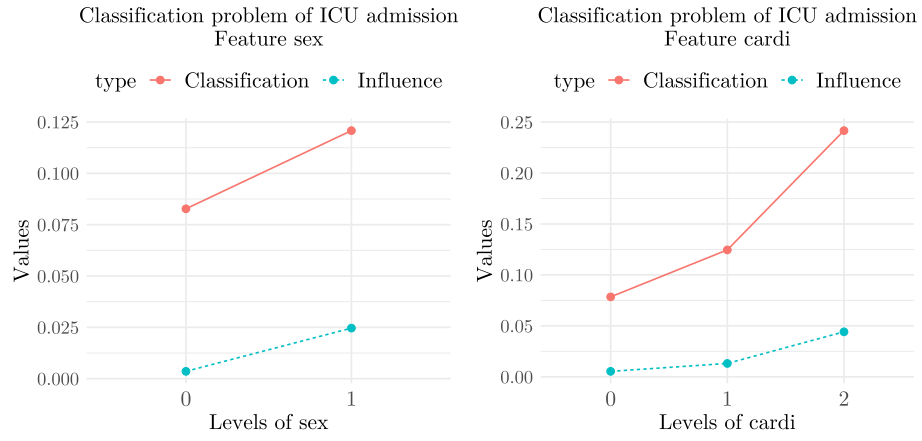 Classification problem of ICU admission
Feature sex
type Classification Influence
0.125
0.100
0.075
0.050
0.025
0.000
Values
0 1
Levels of sex
Classification problem of ICU admission
Feature cardi
type Classification Influence
0.25
0.20
0.15
0.10
0.05
0.00
Values
0 1 2
Levels of cardi